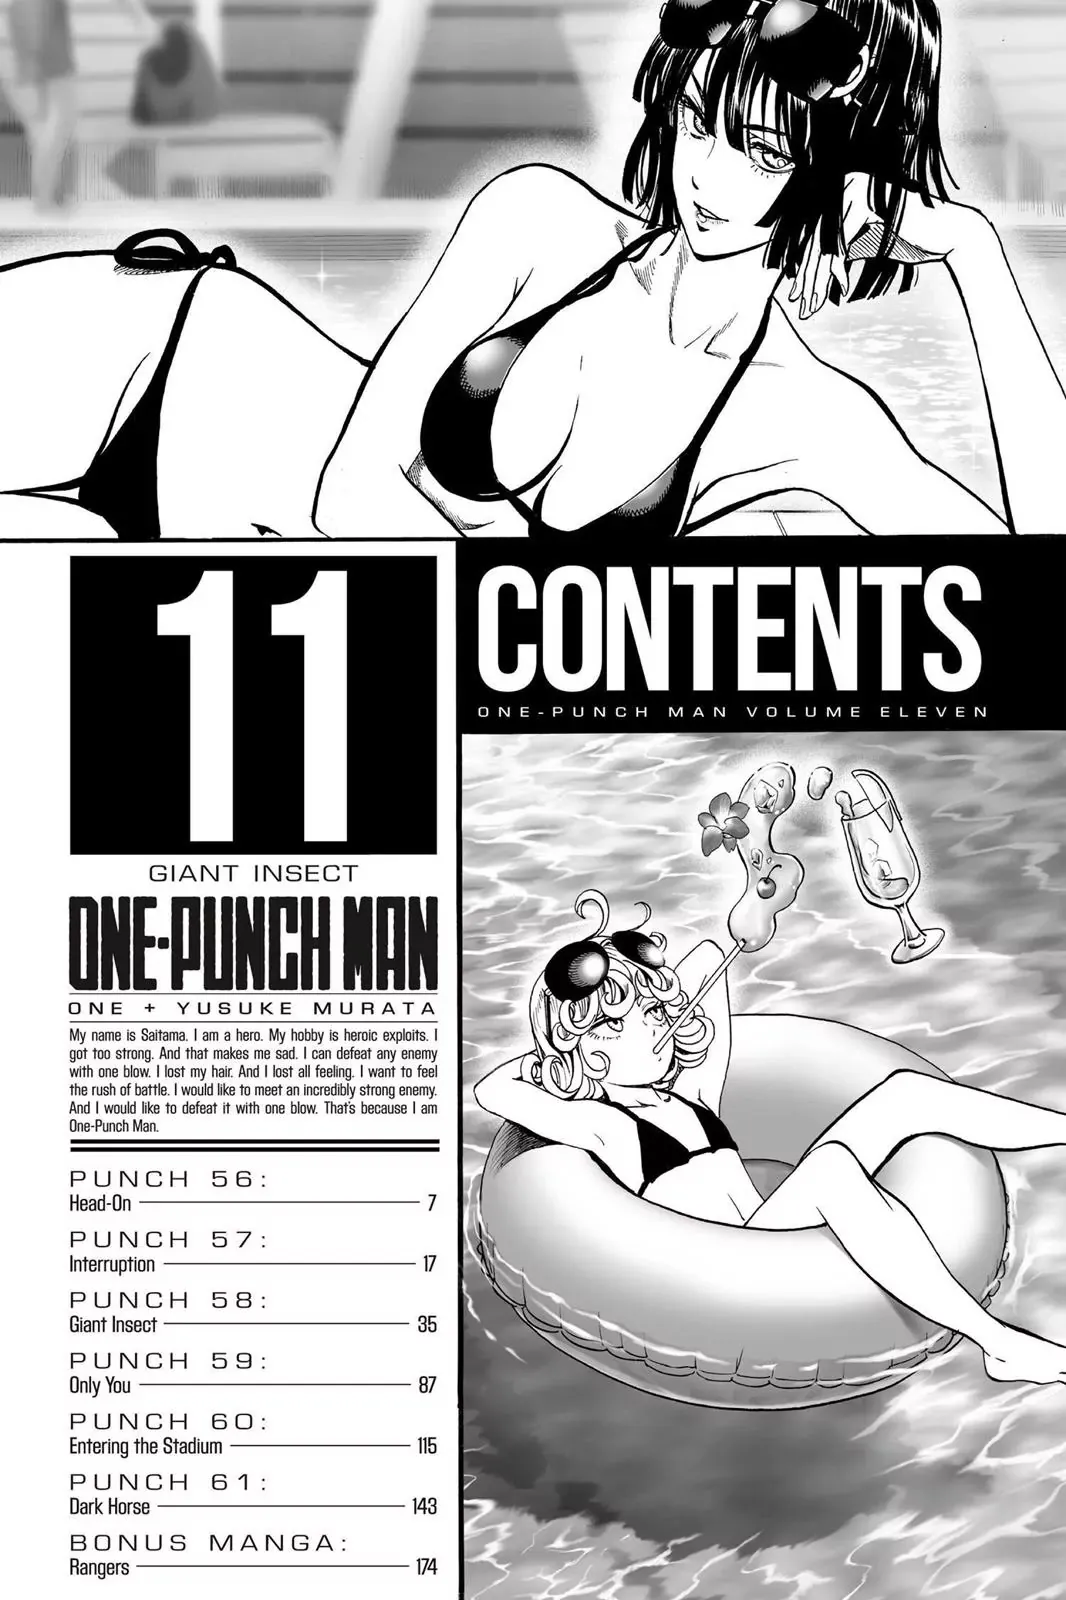 11
CONTENTS
ONE-PUNCH MAN VOLUME ELEVEN
GIANT INSECT
ONE-PUNCH MAN
ONE + YUSUKE MURATA
My name is Saitama. I am a hero. My hobby is heroic exploits. I
got too strong. And that makes me sad. I can defeat any enemy
with one blow. I lost my hair. And I lost all feeling. I want to feel
the rush of battle. I would like to meet an incredibly strong enemy.
And I would like to defeat it with one blow. That's because I am
One-Punch Man.
PUNCH 56:
Head-On 7
PUNCH 57:
Interruption 17
PUNCH 58:
Giant Insect 35
PUNCH 59:
Only You 87
PUNCH 60:
Entering the Stadium 115
PUNCH 61:
Dark Horse 143
BONUS MANGA:
Rangers 174